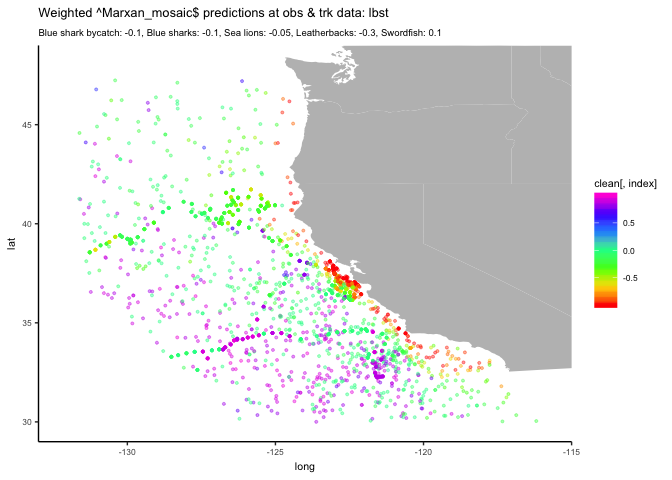 Weighted ^Marxan_mosaic$ predictions at obs & trk data: lbst
Blue shark bycatch: -0.1, Blue sharks: -0.1, Sea lions: -0.05, Leatherbacks: -0.3, Swordfish: 0.1
45
40
35
30
lat
-130
-125
-120
-115
long
clean[, index]
0.5
0.0
-0.5